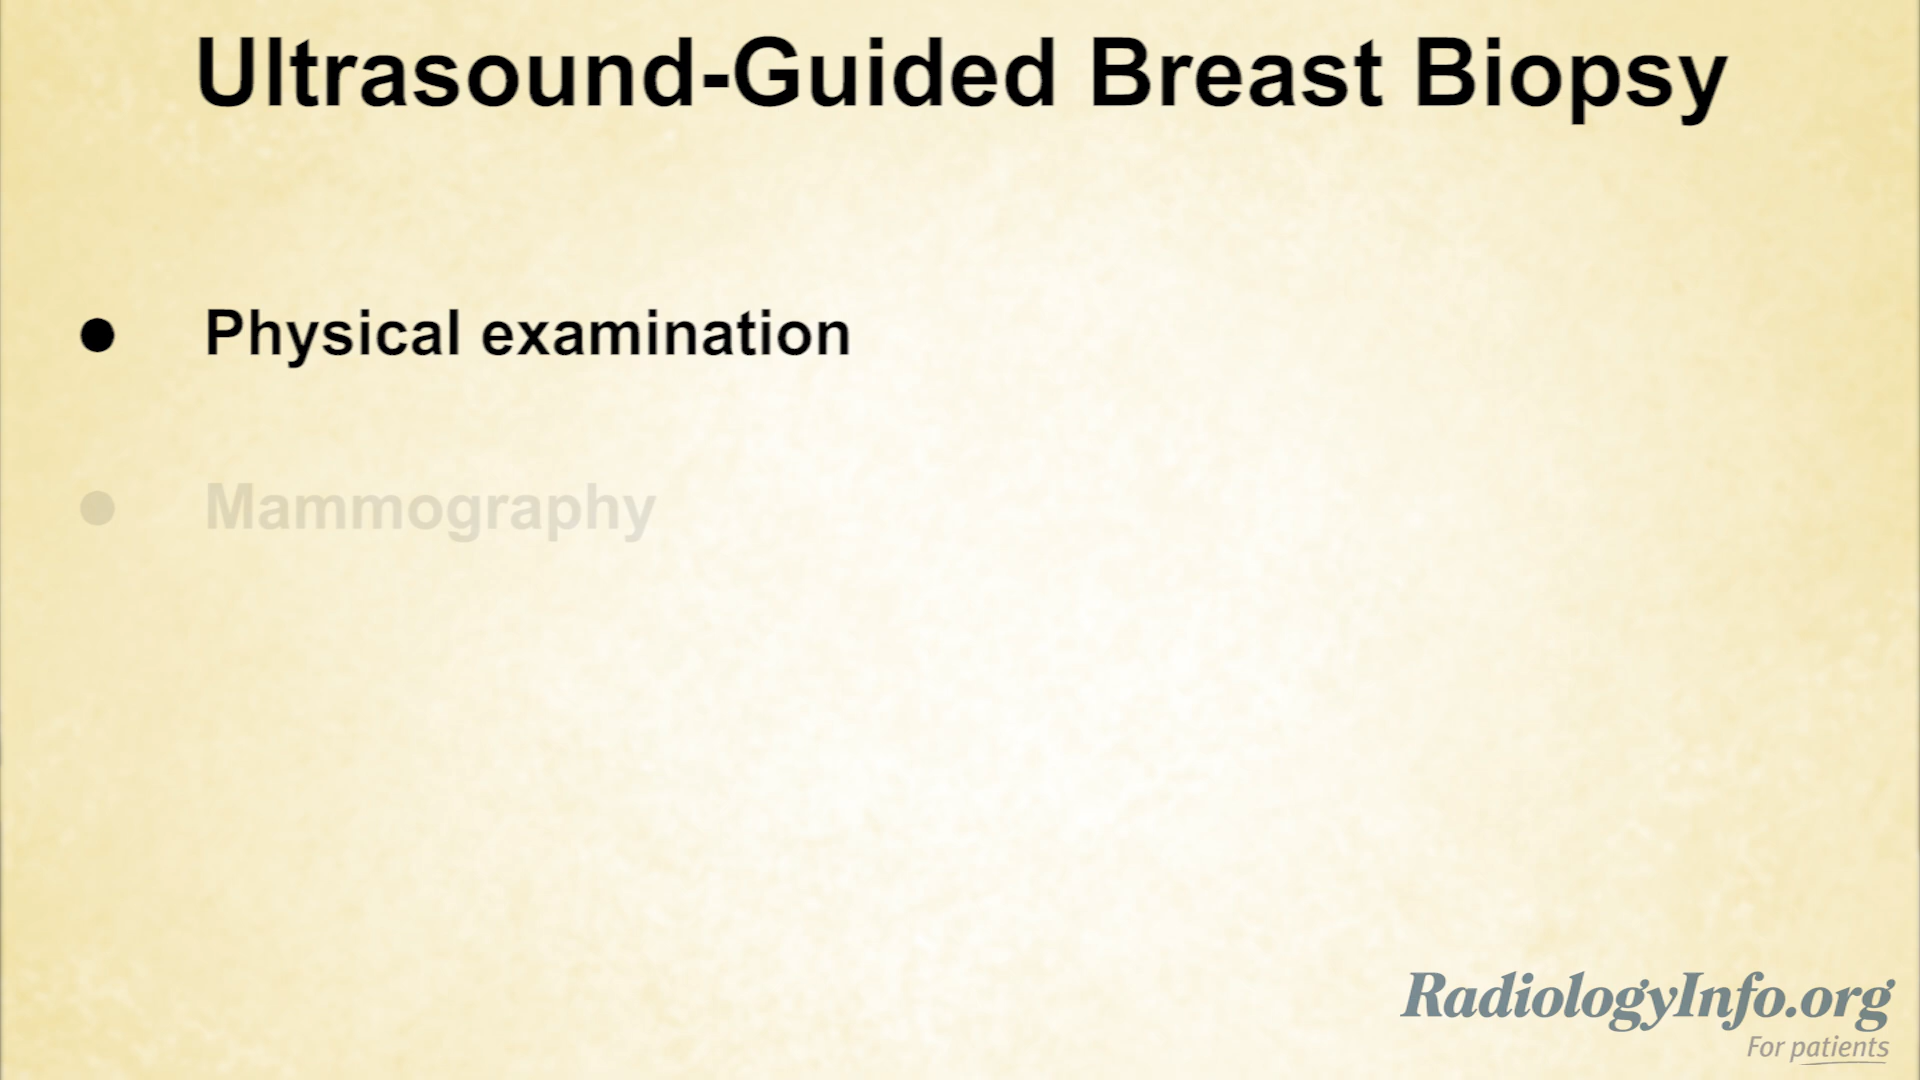 Ultrasound-Guided Breast Biopsy
● Physical examination
● Mammography
RadiologyInfo.org
For patients